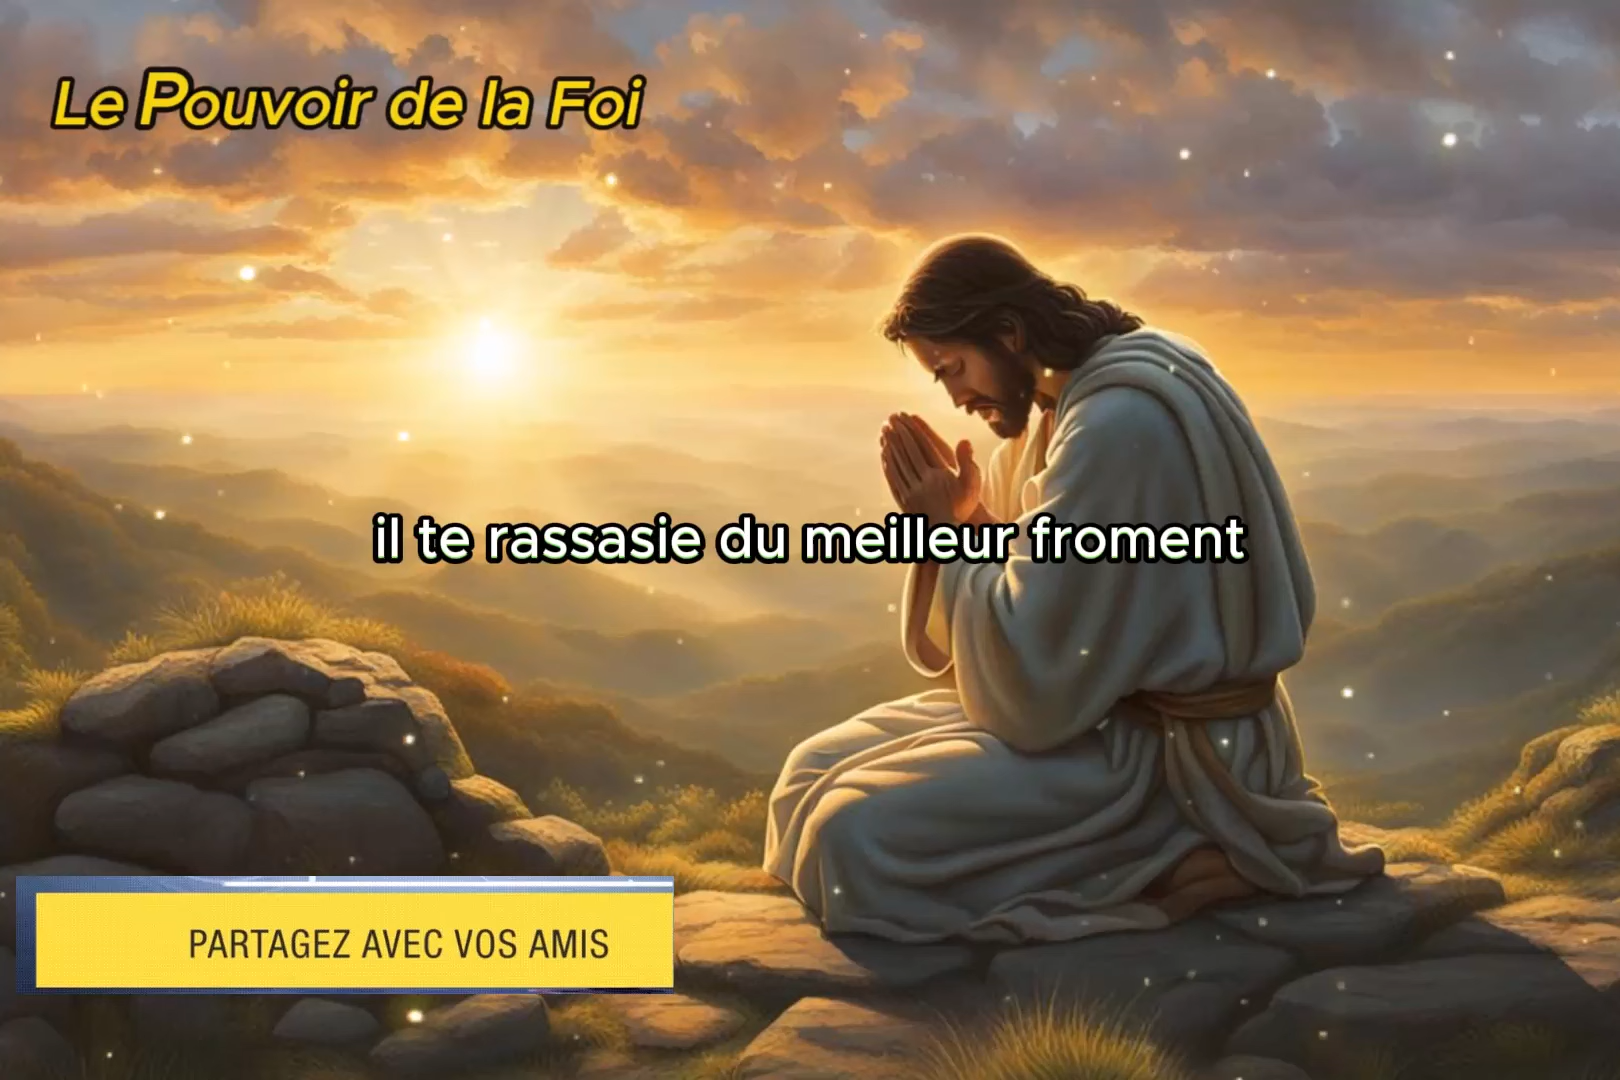 Le Pouvoir de la Foi
il te rassasie du meilleur froment
PARTAGEZ AVEC VOS AMIS